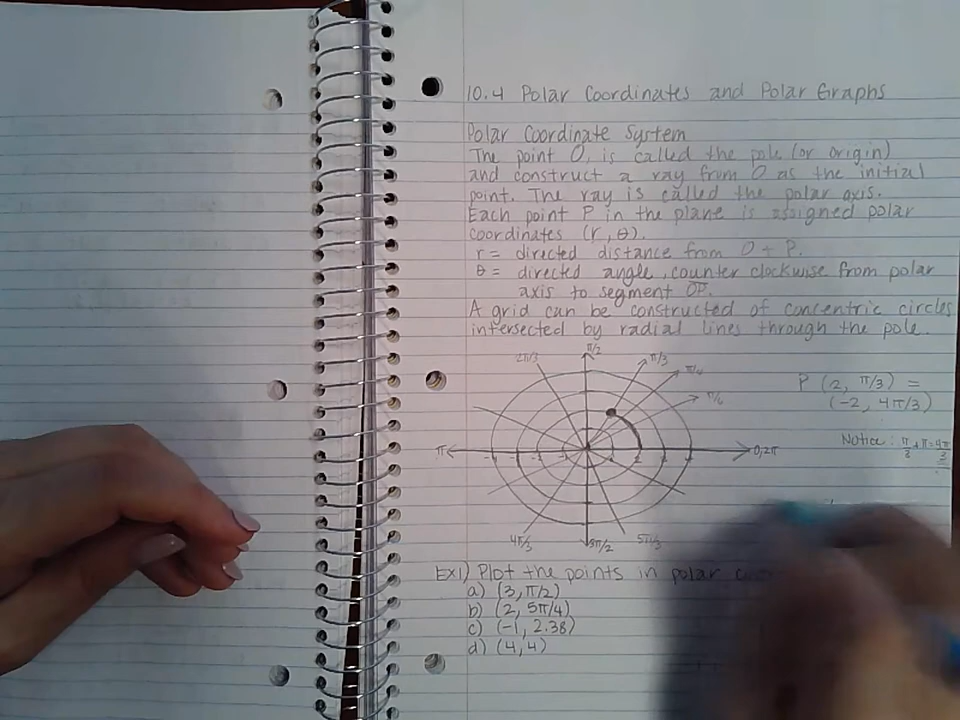 10.4 Polar Coordinates and Polar Graphs
Polar Coordinate System
The point O, is called the pole (or origin)
and construct a ray from O as the initial
point. The ray is called the polar axis.
Each point P in the plane is assigned polar
coordinates (r, θ).
r = directed distance from O + P.
θ = directed angle, counter clockwise from polar
axis to segment OP.
A grid can be constructed of concentric circles
intersected by radial lines through the pole.
2π/3 π/2 π/3 π/4
π/6
π 0,2π
4π/3 3π/2 5π/3
P (2, π/3) =
(-2, 4π/3)
Notice: π/3 + π = 4π/3
EX1) Plot the points in polar
a) (3, π/2)
b) (2, 5π/4)
c) (-1, 2.38)
d) (4,4)